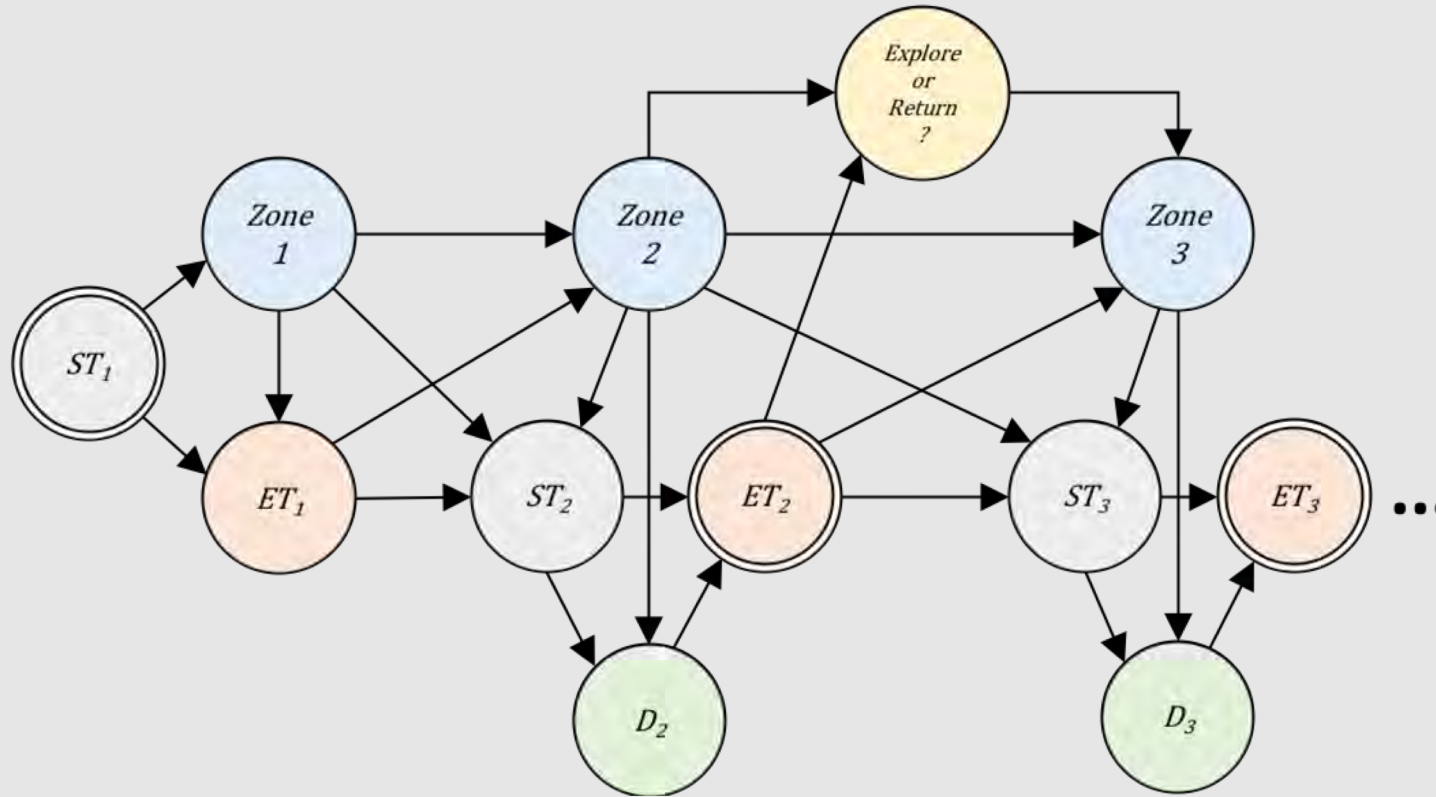 Explore
or
Return
?
Zone
1
Zone
2
Zone
3
ST₁
ET₁
ST₂
ET₂
ST₃
ET₃
...
D₂
D₃